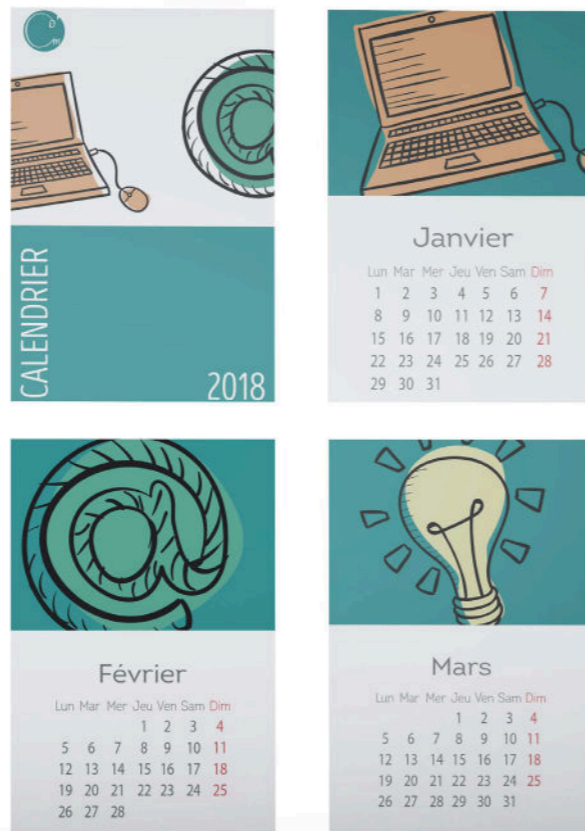 CALENDRIER
2018
Janvier
Lun Mar Mer Jeu Ven Sam Dim
1 2 3 4 5 6 7
8 9 10 11 12 13 14
15 16 17 18 19 20 21
22 23 24 25 26 27 28
29 30 31
Février
Lun Mar Mer Jeu Ven Sam Dim
1 2 3 4
5 6 7 8 9 10 11
12 13 14 15 16 17 18
19 20 21 22 23 24 25
26 27 28
Mars
Lun Mar Mer Jeu Ven Sam Dim
1 2 3 4
5 6 7 8 9 10 11
12 13 14 15 16 17 18
19 20 21 22 23 24 25
26 27 28 29 30 31